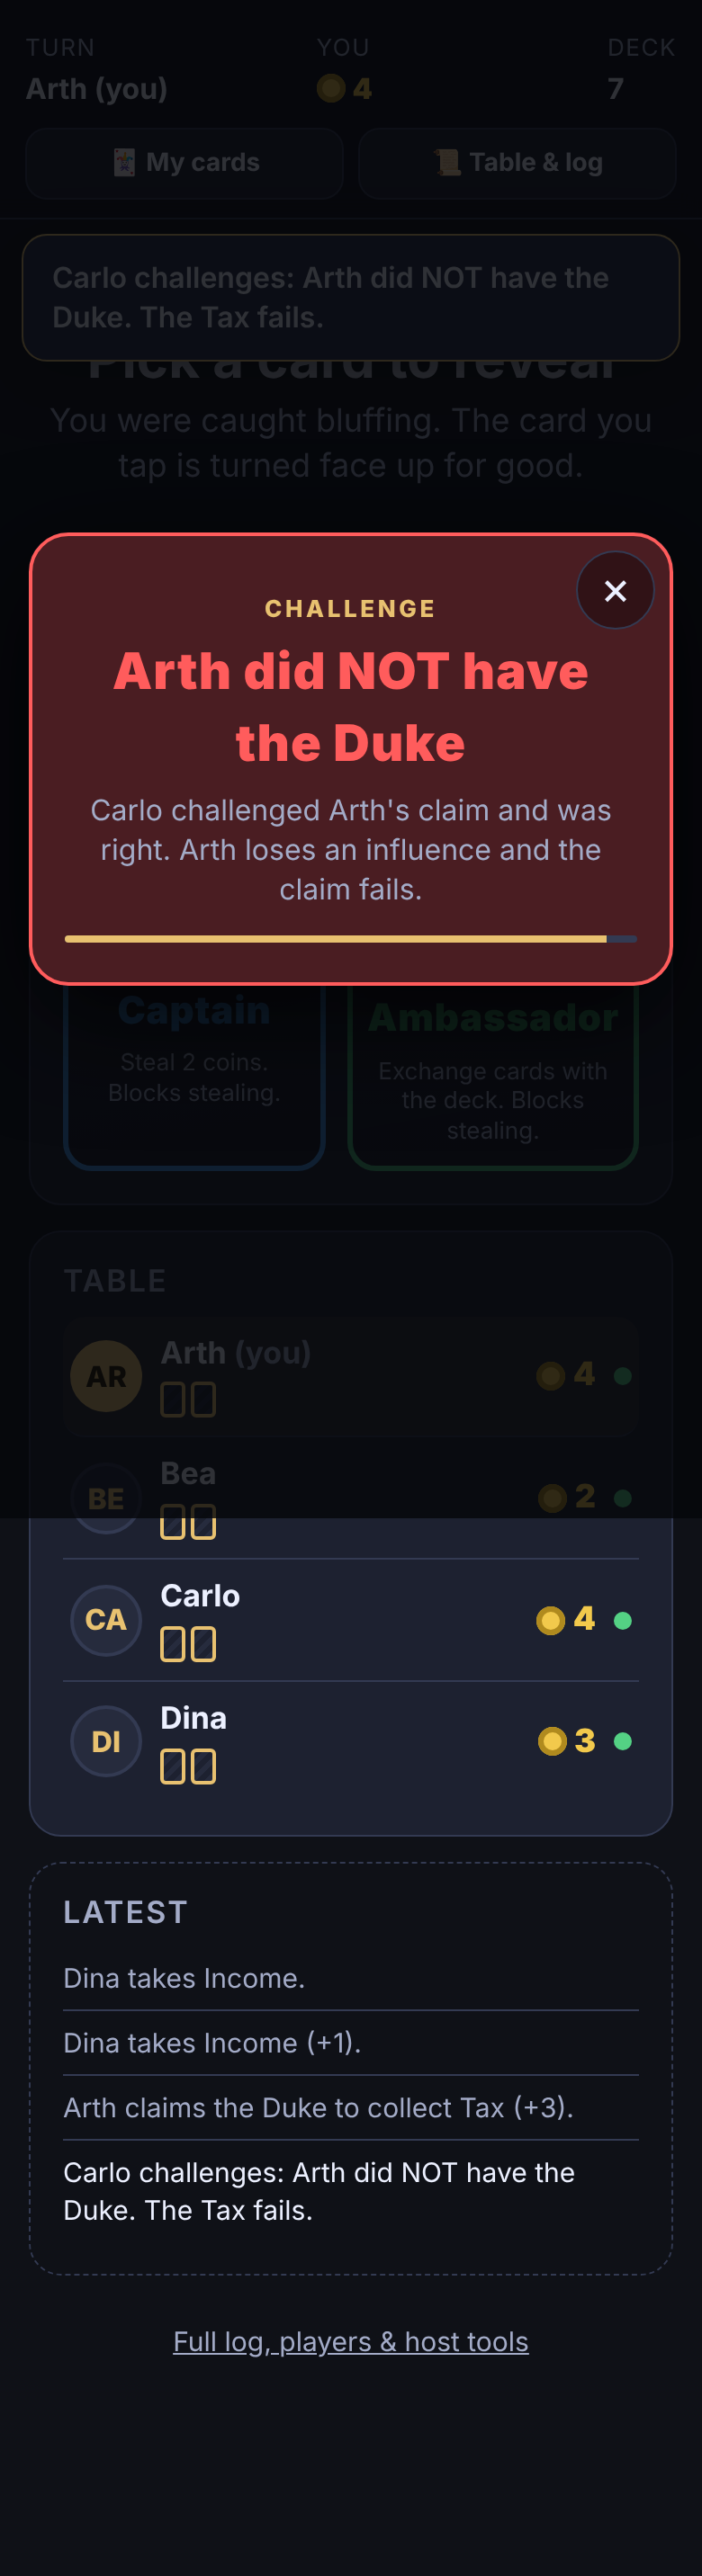 TURN
YOU
DECK
Arth (you)
4
7
🃏 My cards
📜 Table & log
Carlo challenges: Arth did NOT have the
Duke. The Tax fails.
Pick a card to reveal
You were caught bluffing. The card you
tap is turned face up for good.
CHALLENGE
✕
Arth did NOT have
the Duke
Carlo challenged Arth's claim and was
right. Arth loses an influence and the
claim fails.
Captain
Ambassador
Steal 2 coins.
Blocks stealing.
Exchange cards with
the deck. Blocks
stealing.
TABLE
AR
Arth (you)
4
BE
Bea
2
CA
Carlo
4
DI
Dina
3
LATEST
Dina takes Income.
Dina takes Income (+1).
Arth claims the Duke to collect Tax (+3).
Carlo challenges: Arth did NOT have the
Duke. The Tax fails.
Full log, players & host tools